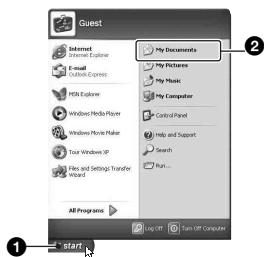 Guest
Internet
Internet Explorer
E-mail
Outlook Express
MSN Explorer
Windows Media Player
Windows Movie Maker
Tour Windows XP
Files and Settings Transfer
Wizard
All Programs
My Documents
My Pictures
My Music
My Computer
Control Panel
Help and Support
Search
Run...
Log Off
Turn Off Computer
start
1
2